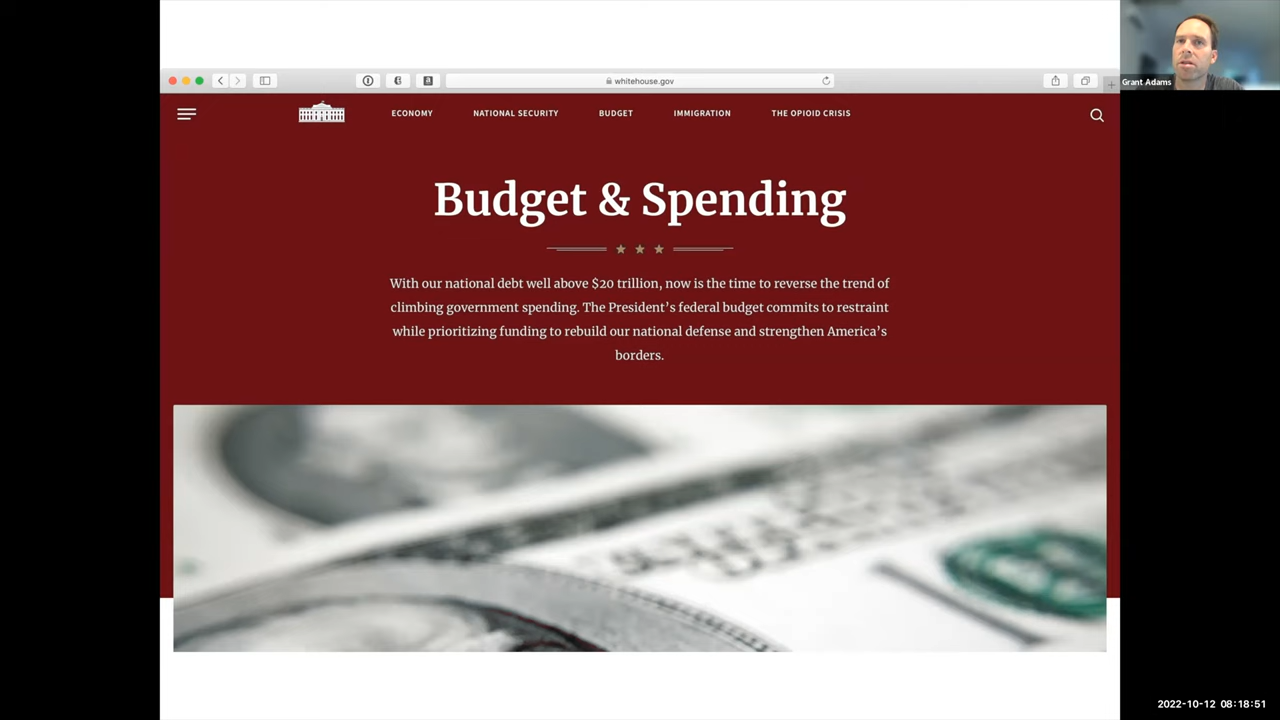 whitehouse.gov
Grant Adams
ECONOMY NATIONAL SECURITY BUDGET IMMIGRATION THE OPIOID CRISIS
Budget & Spending
With our national debt well above $20 trillion, now is the time to reverse the trend of
climbing government spending. The President’s federal budget commits to restraint
while prioritizing funding to rebuild our national defense and strengthen America’s
borders.
2022-10-12 08:18:51